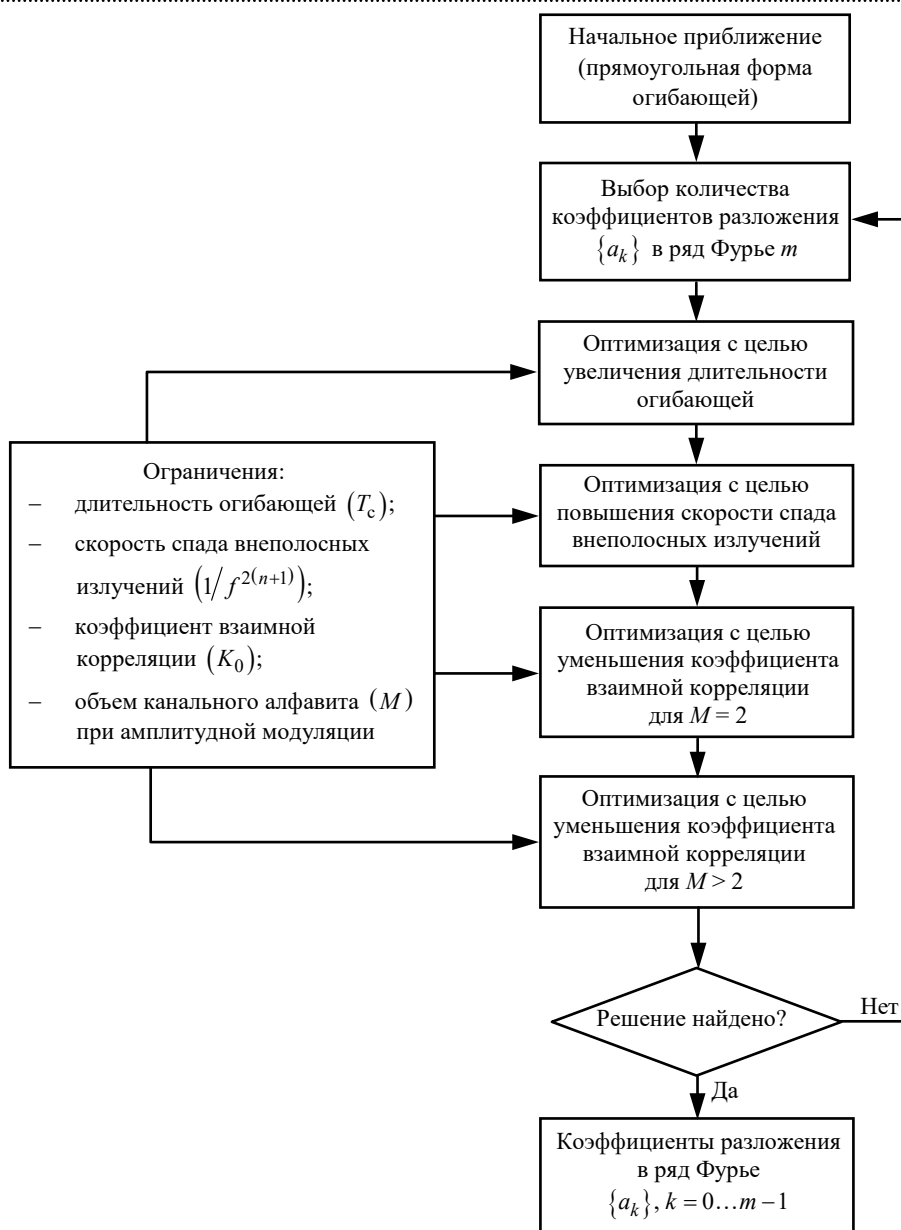 Начальное приближение
(прямоугольная форма
огибающей)
Выбор количества
коэффициентов разложения
{a_k} в ряд Фурье m
Оптимизация с целью
увеличения длительности
огибающей
Ограничения:
– длительность огибающей (T_c);
– скорость спада внеполосных
излучений (1/f^{2(n+1)});
– коэффициент взаимной
корреляции (K_0);
– объем канального алфавита (M)
при амплитудной модуляции
Оптимизация с целью
повышения скорости спада
внеполосных излучений
Оптимизация с целью
уменьшения коэффициента
взаимной корреляции
для M = 2
Оптимизация с целью
уменьшения коэффициента
взаимной корреляции
для M > 2
Решение найдено?
Нет
Да
Коэффициенты разложения
в ряд Фурье
{a_k}, k = 0…m −1